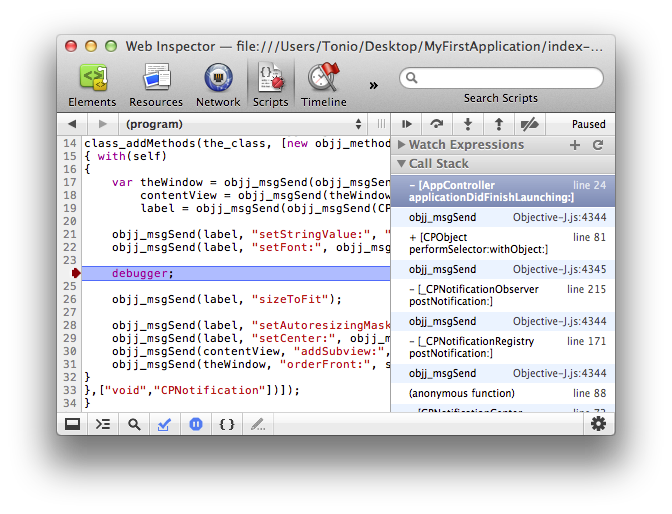 Web Inspector — file:///Users/Tonio/Desktop/MyFirstApplication/index-...
Elements Resources Network Scripts Timeline » Search Scripts
(program) Paused
14 class_addMethods(the_class, [new objj_metho
15 { with(self)
16 {
17 var theWindow = objj_msgSend(objj_msgSen
18 contentView = objj_msgSend(theWindow
19 label = objj_msgSend(objj_msgSend(CP
20
21 objj_msgSend(label, "setStringValue:", "
22 objj_msgSend(label, "setFont:", objj_msg
23
debugger;
25
26 objj_msgSend(label, "sizeToFit");
27
28 objj_msgSend(label, "setAutoresizingMask
29 objj_msgSend(label, "setCenter:", objj_m
30 objj_msgSend(contentView, "addSubview:",
31 objj_msgSend(theWindow, "orderFront:", s
32 }
33 },["void","CPNotification"])]);
34 }
Watch Expressions
Call Stack
- [AppController line 24
applicationDidFinishLaunching:]
objj_msgSend Objective-J.js:4344
+ [CPObject line 81
performSelector:withObject:]
objj_msgSend Objective-J.js:4345
- [_CPNotificationObserver line 215
postNotification:]
objj_msgSend Objective-J.js:4344
- [_CPNotificationRegistry line 171
postNotification:]
objj_msgSend Objective-J.js:4344
(anonymous function) line 88
[CPNotificationCenter line 73